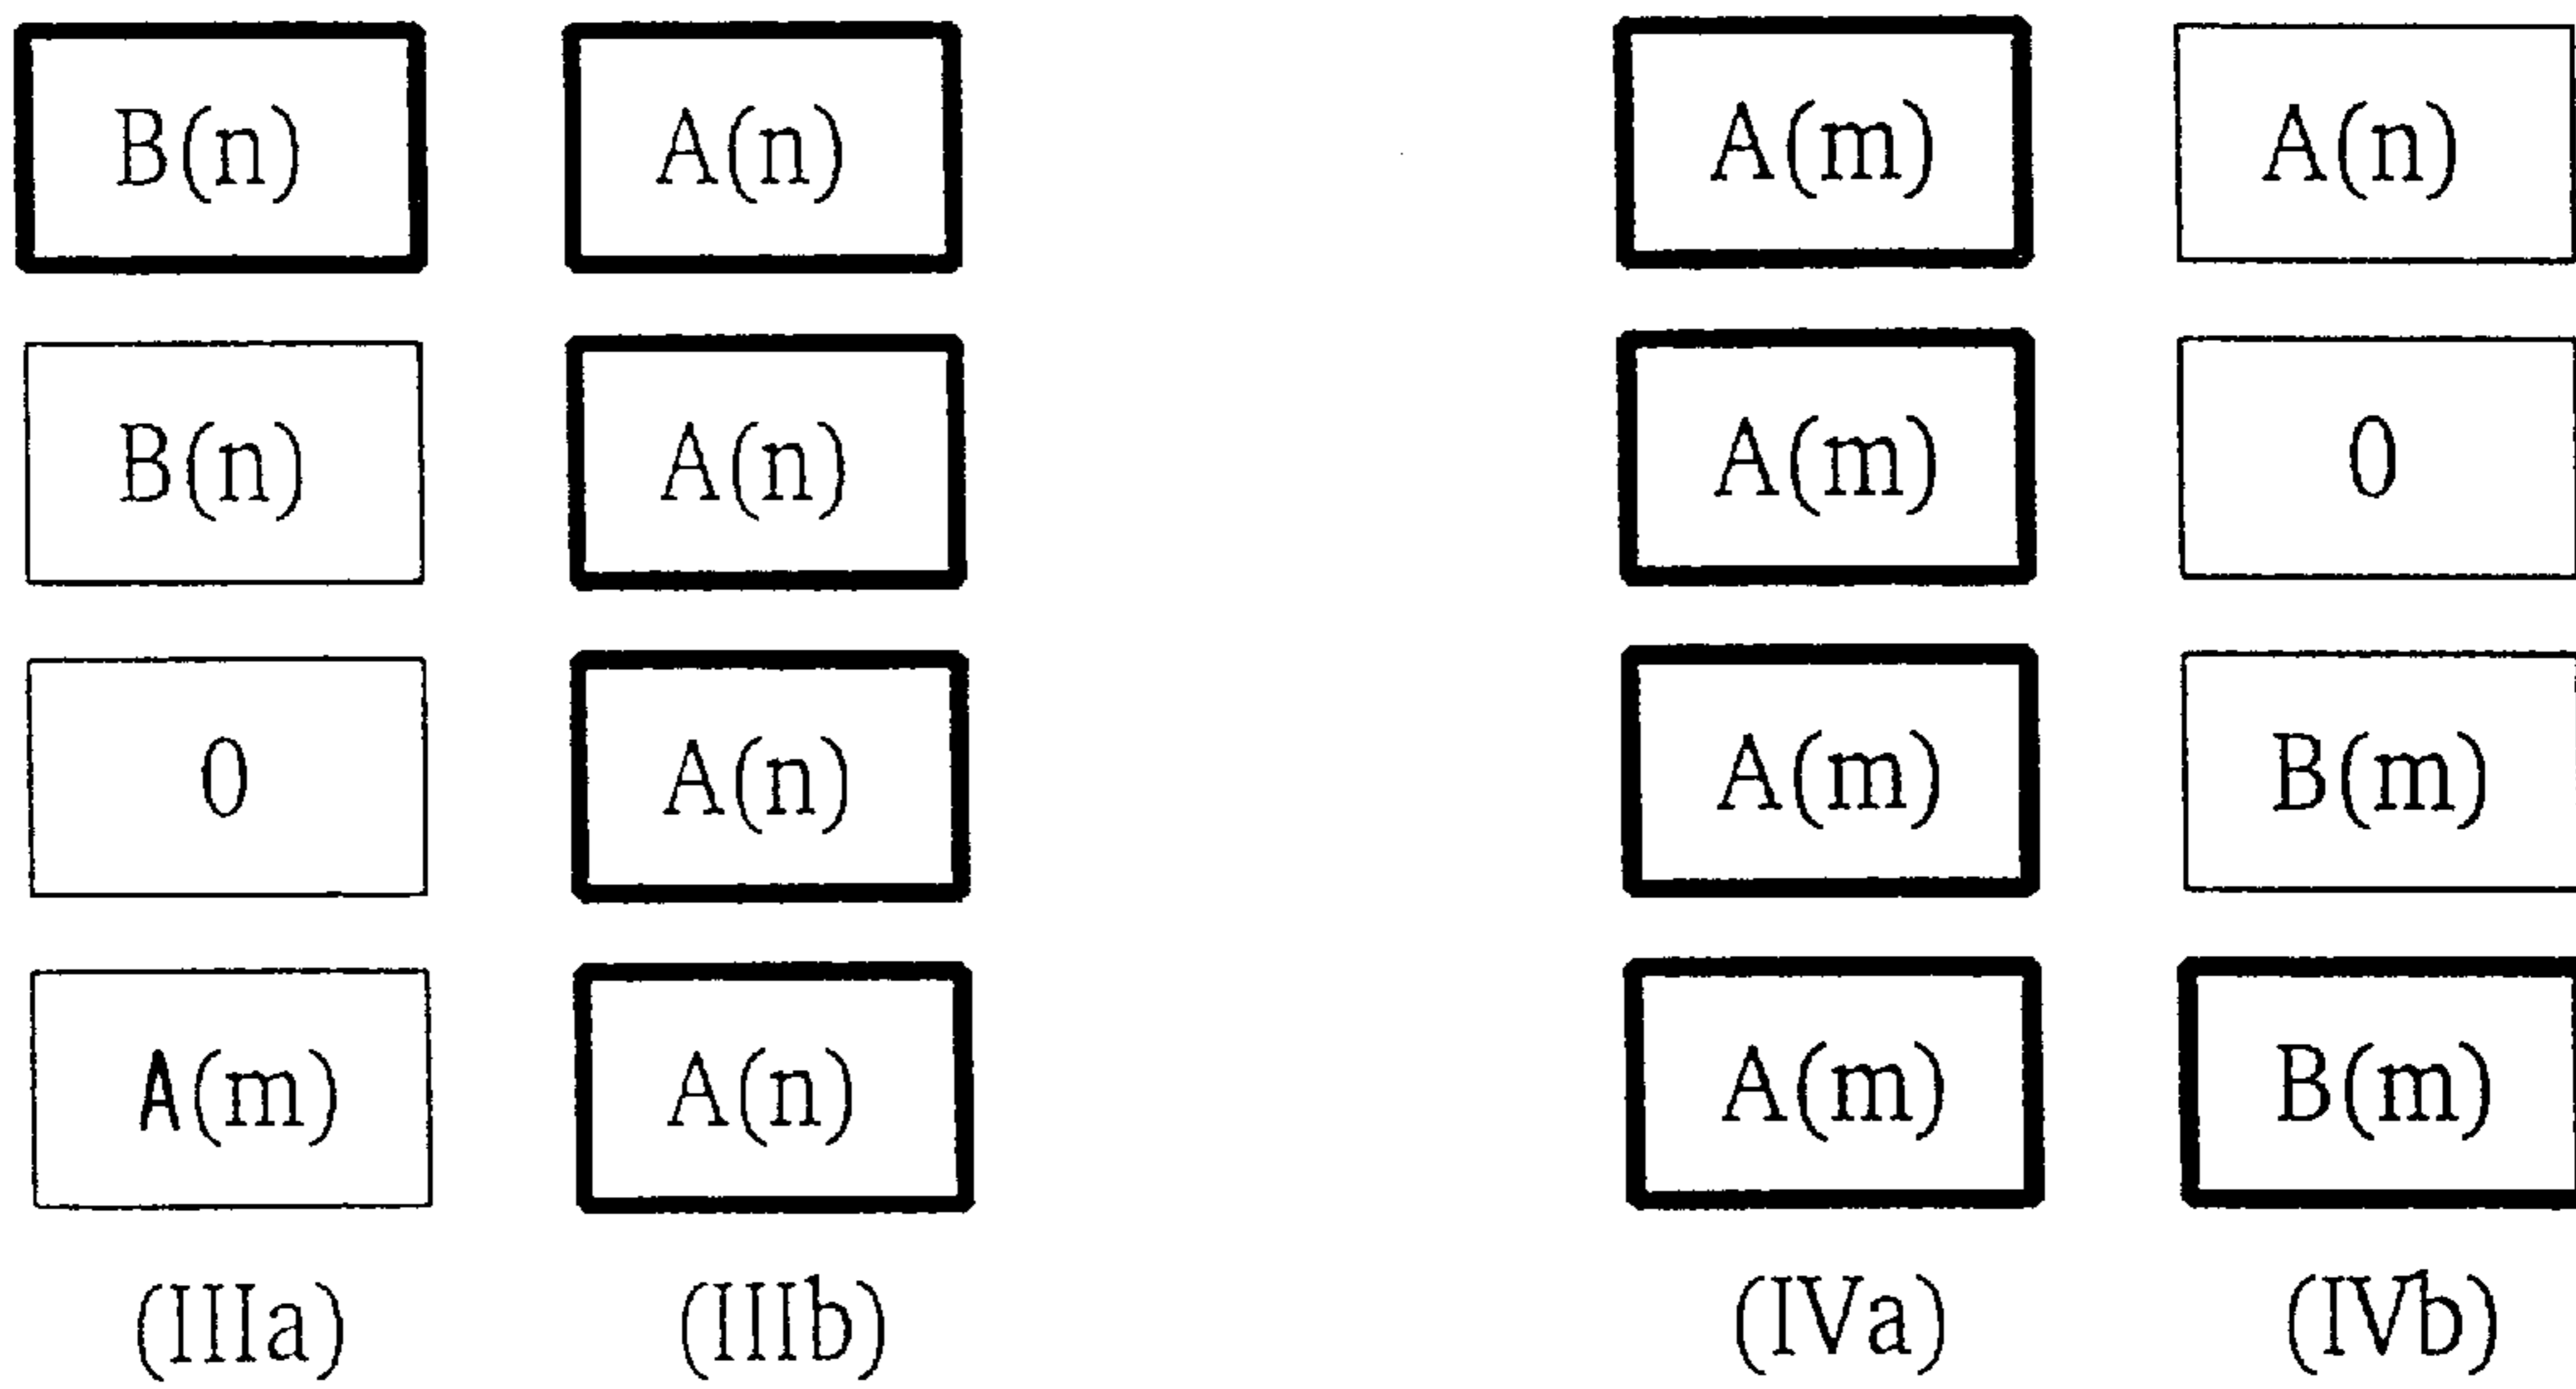 B(n) A(n) A(m) A(n)
B(n) A(n) A(m) 0
0 A(n) A(m) B(m)
A(m) A(n) A(m) B(m)
(IIIa) (IIIb) (IVa) (IVb)